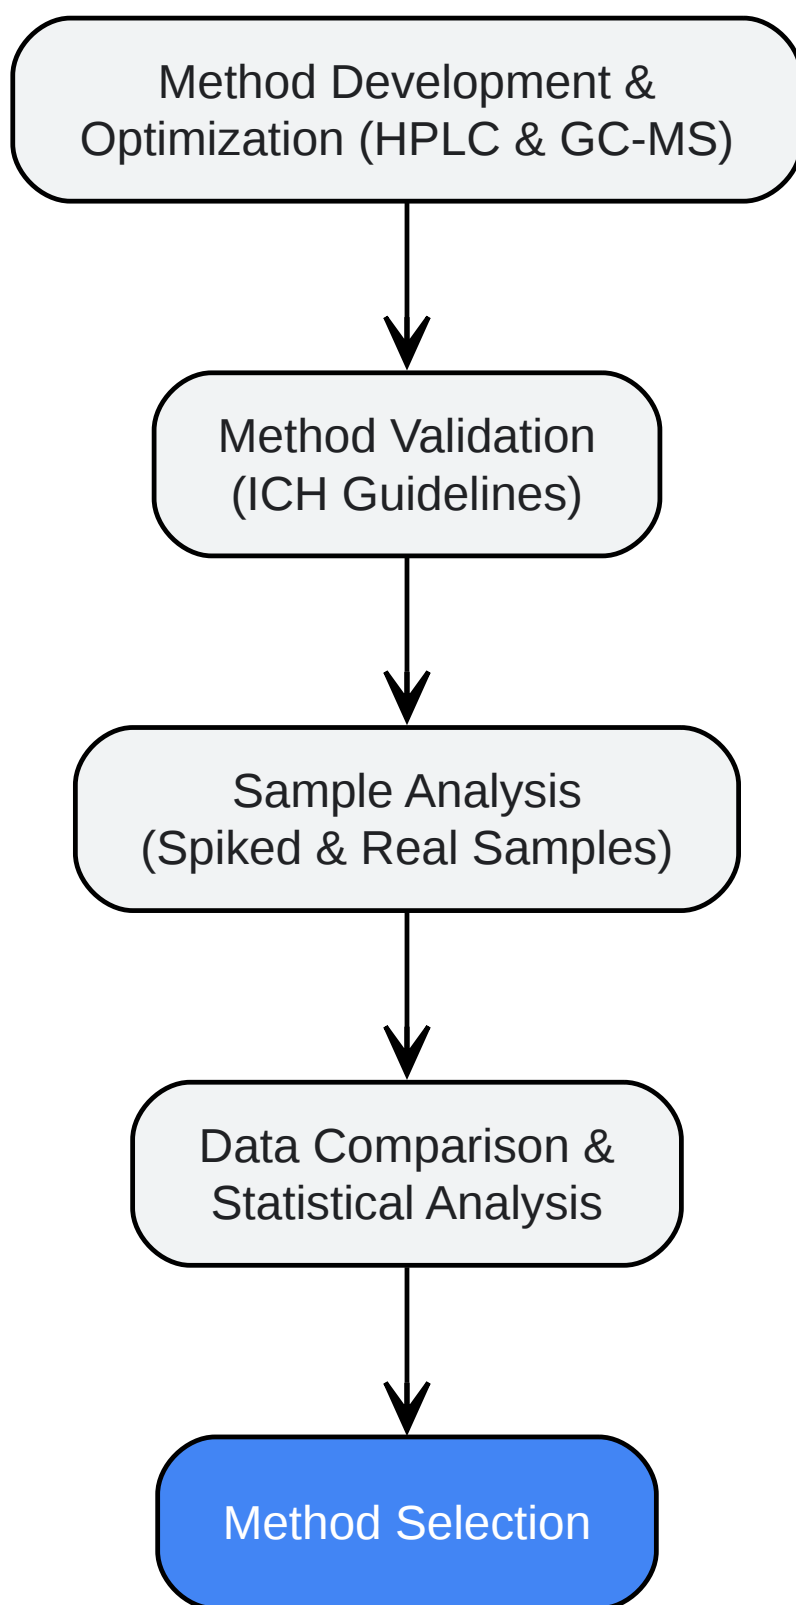 Method Development &
Optimization (HPLC & GC-MS)
Method Validation
(ICH Guidelines)
Sample Analysis
(Spiked & Real Samples)
Data Comparison &
Statistical Analysis
Method Selection